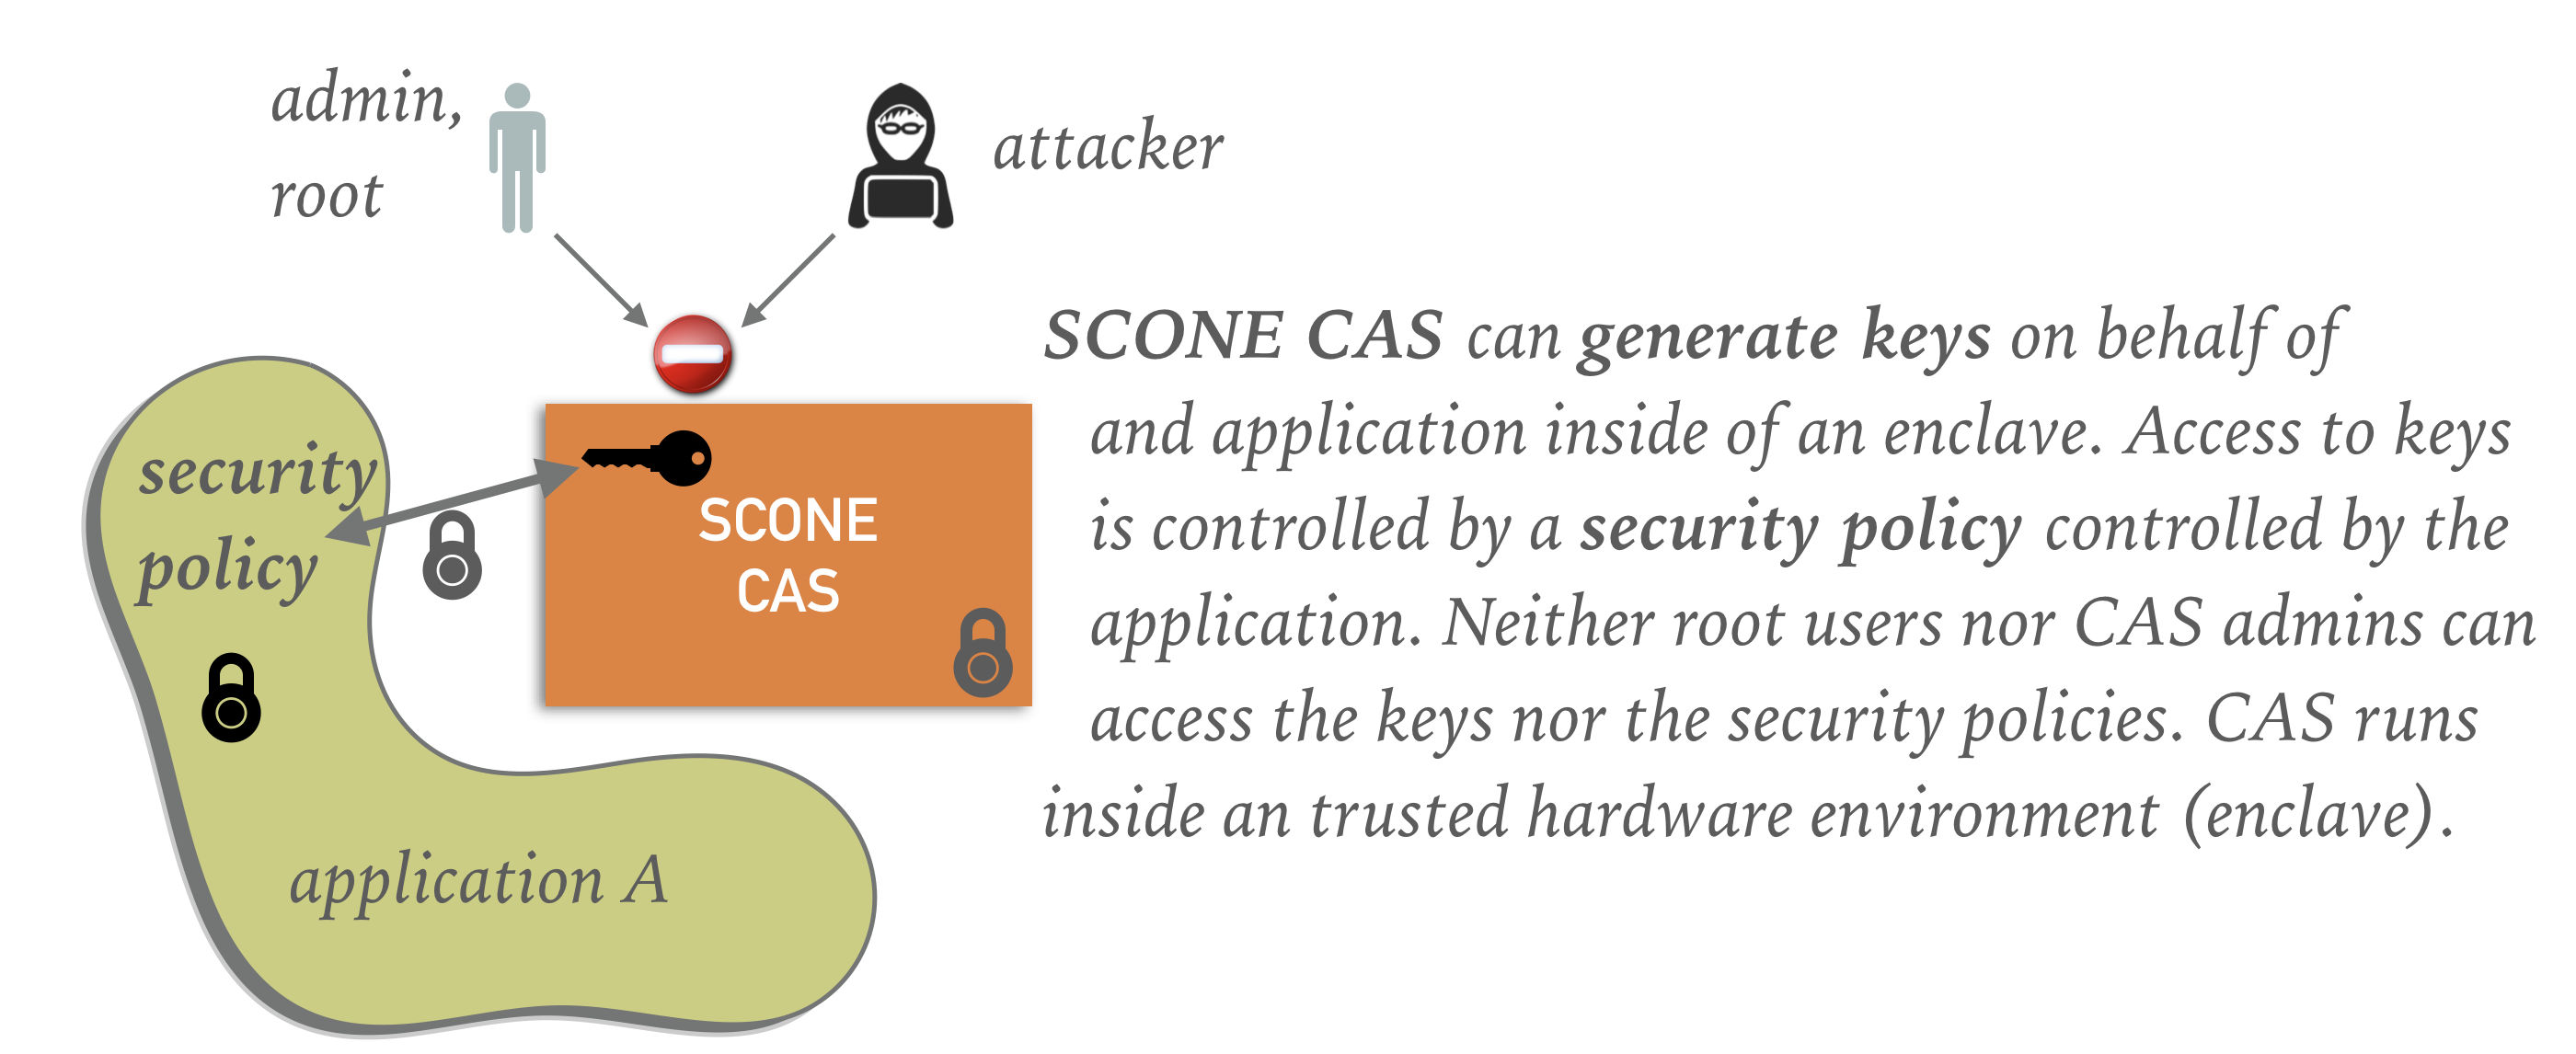 admin,
root
attacker
security
policy
SCONE
CAS
application A
SCONE CAS can generate keys on behalf of
and application inside of an enclave. Access to keys
is controlled by a security policy controlled by the
application. Neither root users nor CAS admins can
access the keys nor the security policies. CAS runs
inside an trusted hardware environment (enclave).